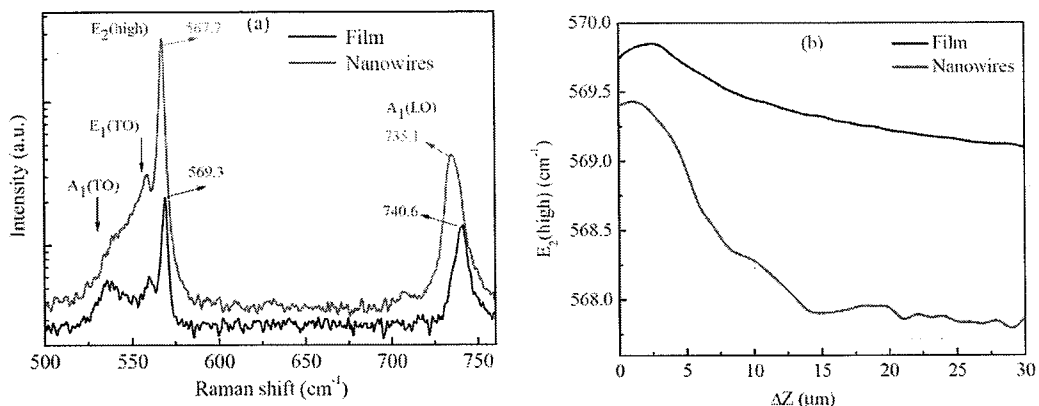 (a)
E2(high)
567.7
Film
Nanowires
E1(TO)
A1(TO)
569.3
A1(LO)
735.1
740.6
Intensity (a.u.)
500 550 600 650 700 750
Raman shift (cm-1)
(b)
Film
Nanowires
570.0
569.5
569.0
568.5
568.0
E2(high) (cm-1)
0 5 10 15 20 25 30
ΔZ (μm)